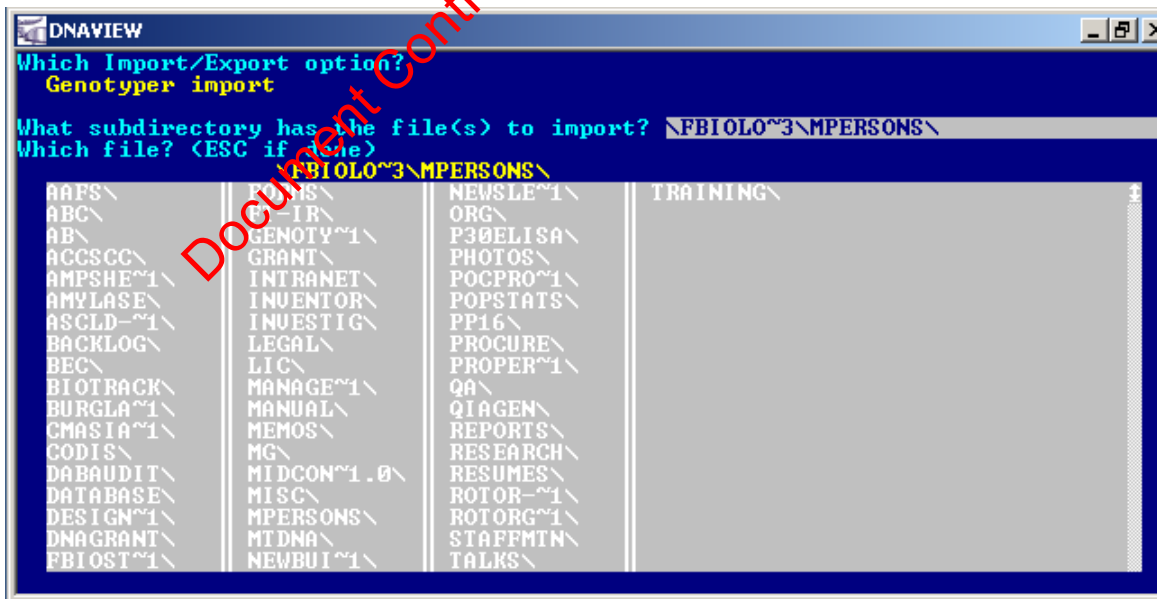 DNAVIEW
Which Import/Export option?
Genotyper import
What subdirectory has the file(s) to import? \FBIOLO~3\MPERSONS\
Which file? (ESC if done)
\FBIOLO~3\MPERSONS\
AAFS\ FORMS\ NEWSLE~1\ TRAINING\
ABC\ FT-IR\ ORG\
AB\ GENOTY~1\ P30ELISA\
ACCSCC\ GRANT\ PHOTOS\
AMPSHE~1\ INTRANET\ POCPRO~1\
AMYLASE\ INVENTOR\ POPSTATS\
ASCLD-~1\ INVESTIG\ PP16\
BACKLOG\ LEGAL\ PROCURE\
BEC\ LIC\ PROPER~1\
BIOTRACK\ MANAGE~1\ QA\
BURGLA~1\ MANUAL\ QIAGEN\
CMASIA~1\ MEMOS\ REPORTS\
CODIS\ MG\ RESEARCH\
DABAUDIT\ MIDCON~1.0\ RESUMES\
DATABASE\ MISC\ ROTOR-~1\
DESIGN~1\ MPERSONS\ ROTORG~1\
DNAGRANT\ MTDNA\ STAFFMTN\
FBIOST~1\ NEWBUI~1\ TALKS\
Document Cont